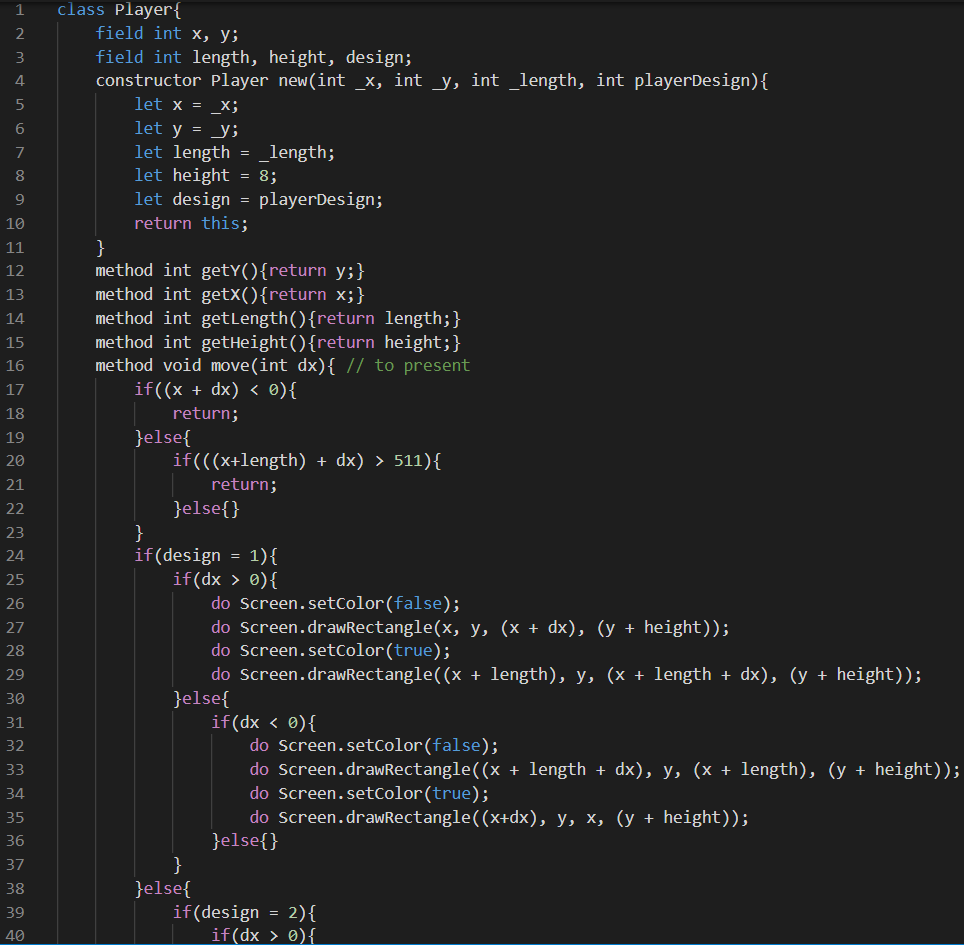 1 class Player{
2 field int x, y;
3 field int length, height, design;
4 constructor Player new(int _x, int _y, int _length, int playerDesign){
5 let x = _x;
6 let y = _y;
7 let length = _length;
8 let height = 8;
9 let design = playerDesign;
10 return this;
11 }
12 method int getY(){return y;}
13 method int getX(){return x;}
14 method int getLength(){return length;}
15 method int getHeight(){return height;}
16 method void move(int dx){ // to present
17 if((x + dx) < 0){
18 return;
19 }else{
20 if(((x+length) + dx) > 511){
21 return;
22 }else{}
23 }
24 if(design = 1){
25 if(dx > 0){
26 do Screen.setColor(false);
27 do Screen.drawRectangle(x, y, (x + dx), (y + height));
28 do Screen.setColor(true);
29 do Screen.drawRectangle((x + length), y, (x + length + dx), (y + height));
30 }else{
31 if(dx < 0){
32 do Screen.setColor(false);
33 do Screen.drawRectangle((x + length + dx), y, (x + length), (y + height));
34 do Screen.setColor(true);
35 do Screen.drawRectangle((x+dx), y, x, (y + height));
36 }else{}
37 }
38 }else{
39 if(design = 2){
40 if(dx > 0){